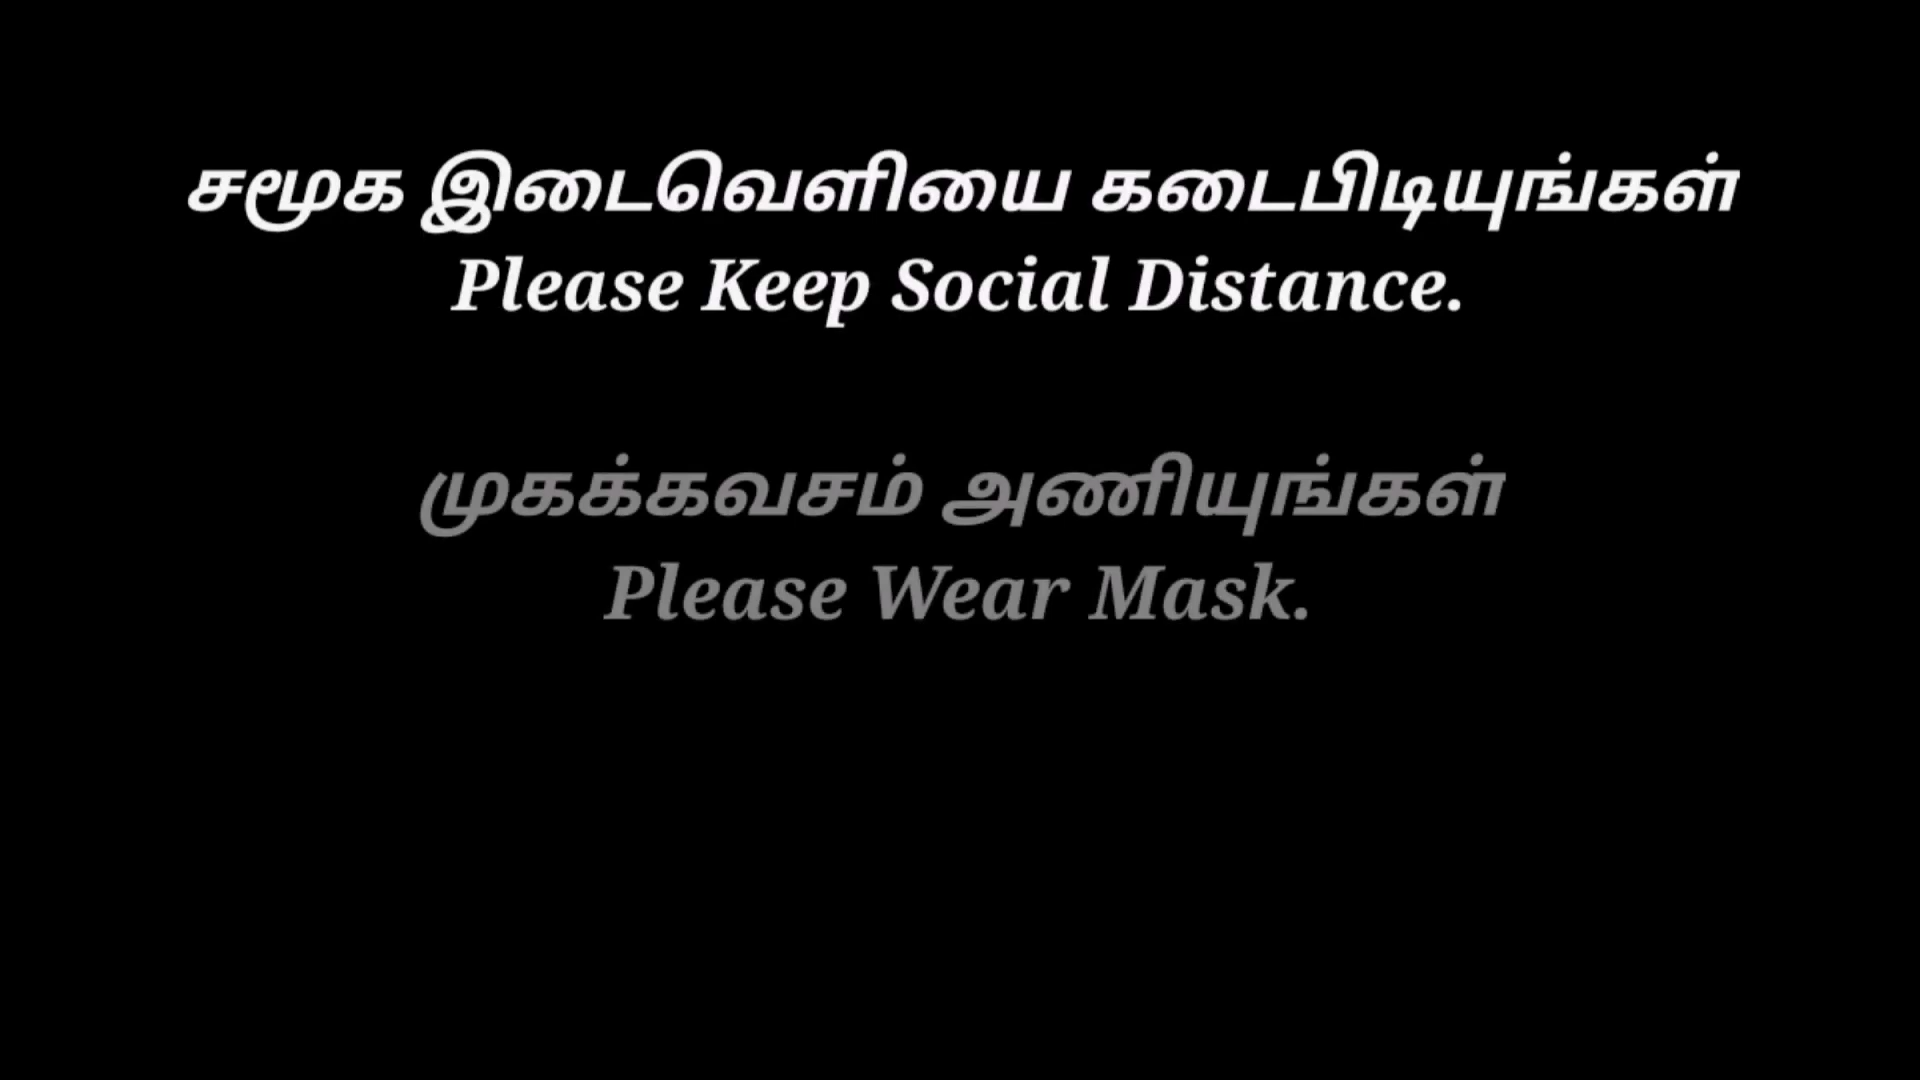 சமூக இடைவெளியை கடைபிடியுங்கள்
Please Keep Social Distance.
முகக்கவசம் அணியுங்கள்
Please Wear Mask.